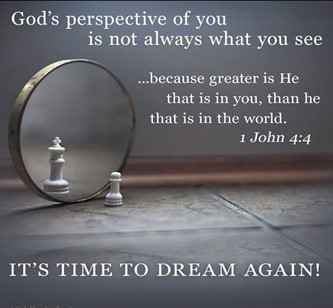 God's perspective of you
is not always what you see
...because greater is He
that is in you, than he
that is in the world.
1 John 4:4
IT'S TIME TO DREAM AGAIN!